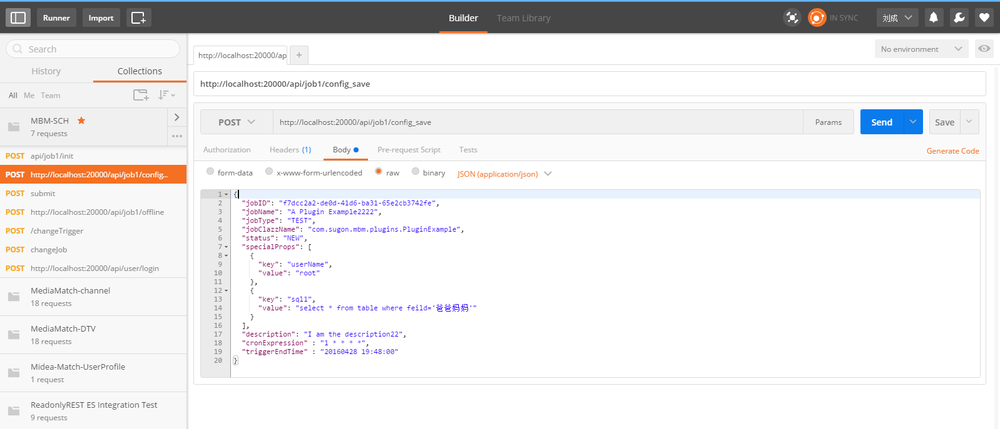 Runner
Import
Builder
Team Library
IN SYNC
刘成
Search
History
Collections
All Me Team
MBM-SCH
7 requests
POST api/job1/init
POST http://localhost:20000/api/job1/config...
POST submit
POST http://localhost:20000/api/job1/offline
POST /changeTrigger
POST changeJob
POST http://localhost:20000/api/user/login
MediaMatch-channel
18 requests
MediaMatch-DTV
18 requests
Midea-Match-UserProfile
1 request
ReadonlyREST ES Integration Test
9 requests
http://localhost:20000/ap
+
No environment
http://localhost:20000/api/job1/config_save
POST
http://localhost:20000/api/job1/config_save
Params
Send
Save
Authorization
Headers (1)
Body
Pre-request Script
Tests
Generate Code
form-data
x-www-form-urlencoded
raw
binary
JSON (application/json)
1 {
2 "jobID": "f7dcc2a2-de0d-41d6-ba31-65e2cb3742fe",
3 "jobName": "A Plugin Example2222",
4 "jobType": "TEST",
5 "jobClazzName": "com.sugon.mbm.plugins.PluginExample",
6 "status": "NEW",
7 "specialProps": [
8 {
9 "key": "userName",
10 "value": "root"
11 },
12 {
13 "key": "sql1",
14 "value": "select * from table where feild='爸爸妈妈'"
15 }
16 ],
17 "description": "I am the description22",
18 "cronExpression" : "1 * * * *",
19 "triggerEndTime" : "20160428 19:48:00"
20 }